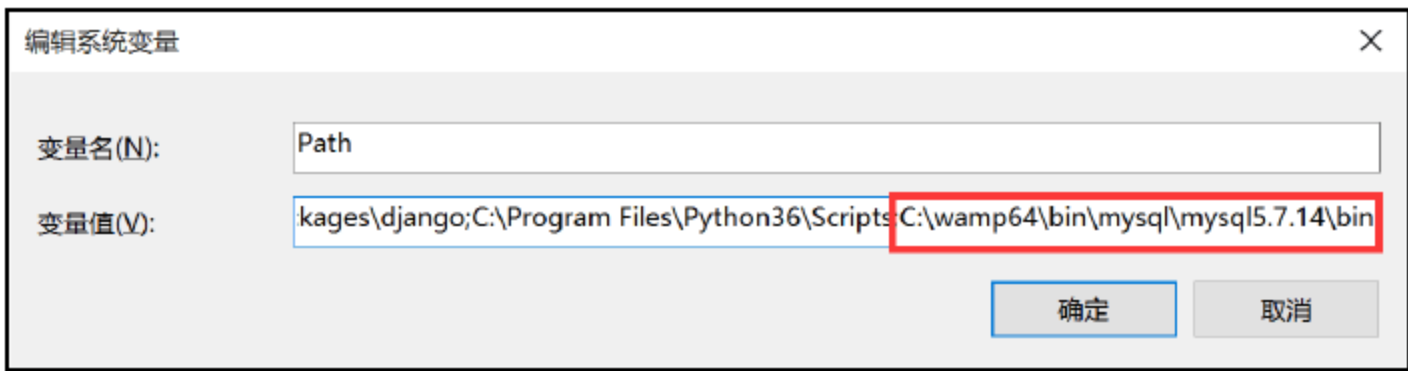 编辑系统变量
变量名(N):
Path
变量值(V):
kages\django;C:\Program Files\Python36\Scripts;C:\wamp64\bin\mysql\mysql5.7.14\bin
确定
取消